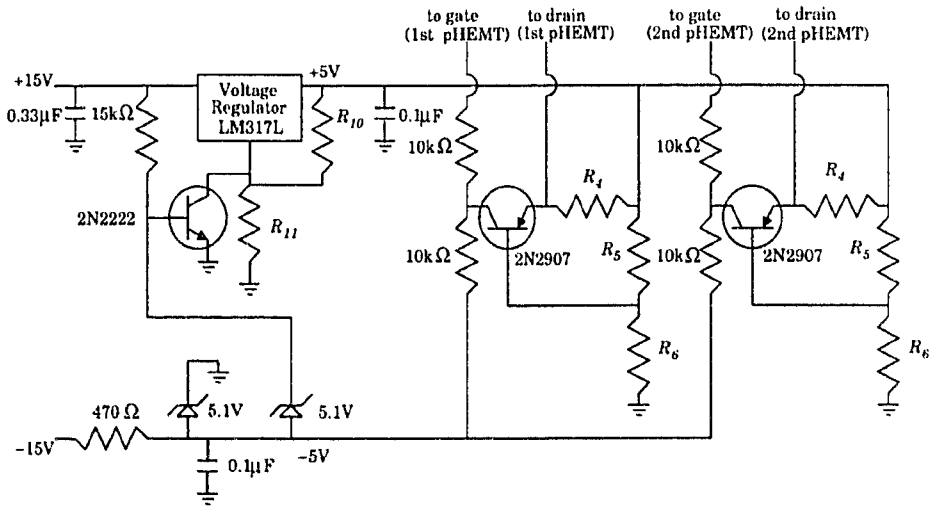 to gate
(1st pHEMT)
to drain
(1st pHEMT)
to gate
(2nd pHEMT)
to drain
(2nd pHEMT)
+15V
Voltage
Regulator
LM317L
+5V
0.33μF
15kΩ
R10
0.1μF
10kΩ
10kΩ
R4
R4
2N2222
R11
10kΩ
2N2907
R5
10kΩ
2N2907
R5
R6
R6
470 Ω
5.1V
5.1V
-15V
0.1μF
-5V